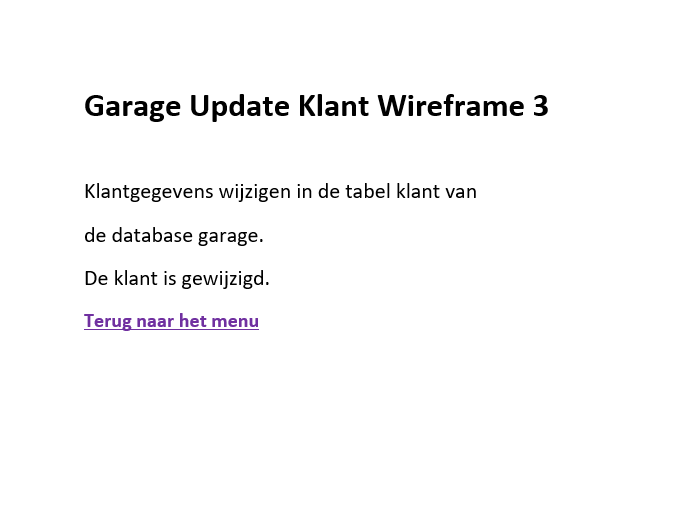 Garage Update Klant Wireframe 3
Klantgegevens wijzigen in de tabel klant van
de database garage.
De klant is gewijzigd.
Terug naar het menu